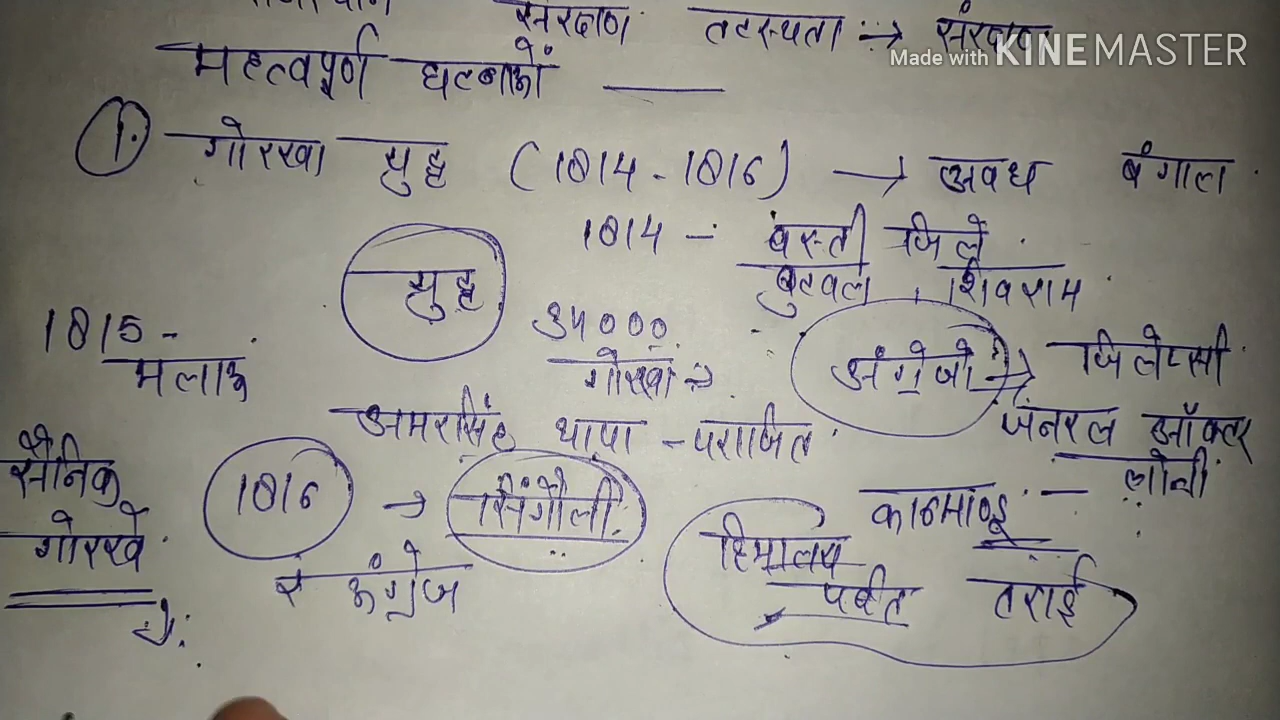 संरक्षण तटस्थता → संरक्षण
Made with KINEMASTER
महत्वपूर्ण घटनाओं —
1. गोरखा युद्ध (1814 - 1816) → अवध बंगाल
1814 - बस्ती जिले
बुटवल, शिवराज
युद्ध
34000
1815 -
गोरखा → अंग्रेजो → जिलेप्सी
मलाऊ
अमरसिंह थापा - पराजित
जनरल ऑक्टर
लोनी
सैनिक
गोरखे
1816 → सिंगौली
काठमाण्डू —
हिमालय
पर्वत तराई
अंग्रेज